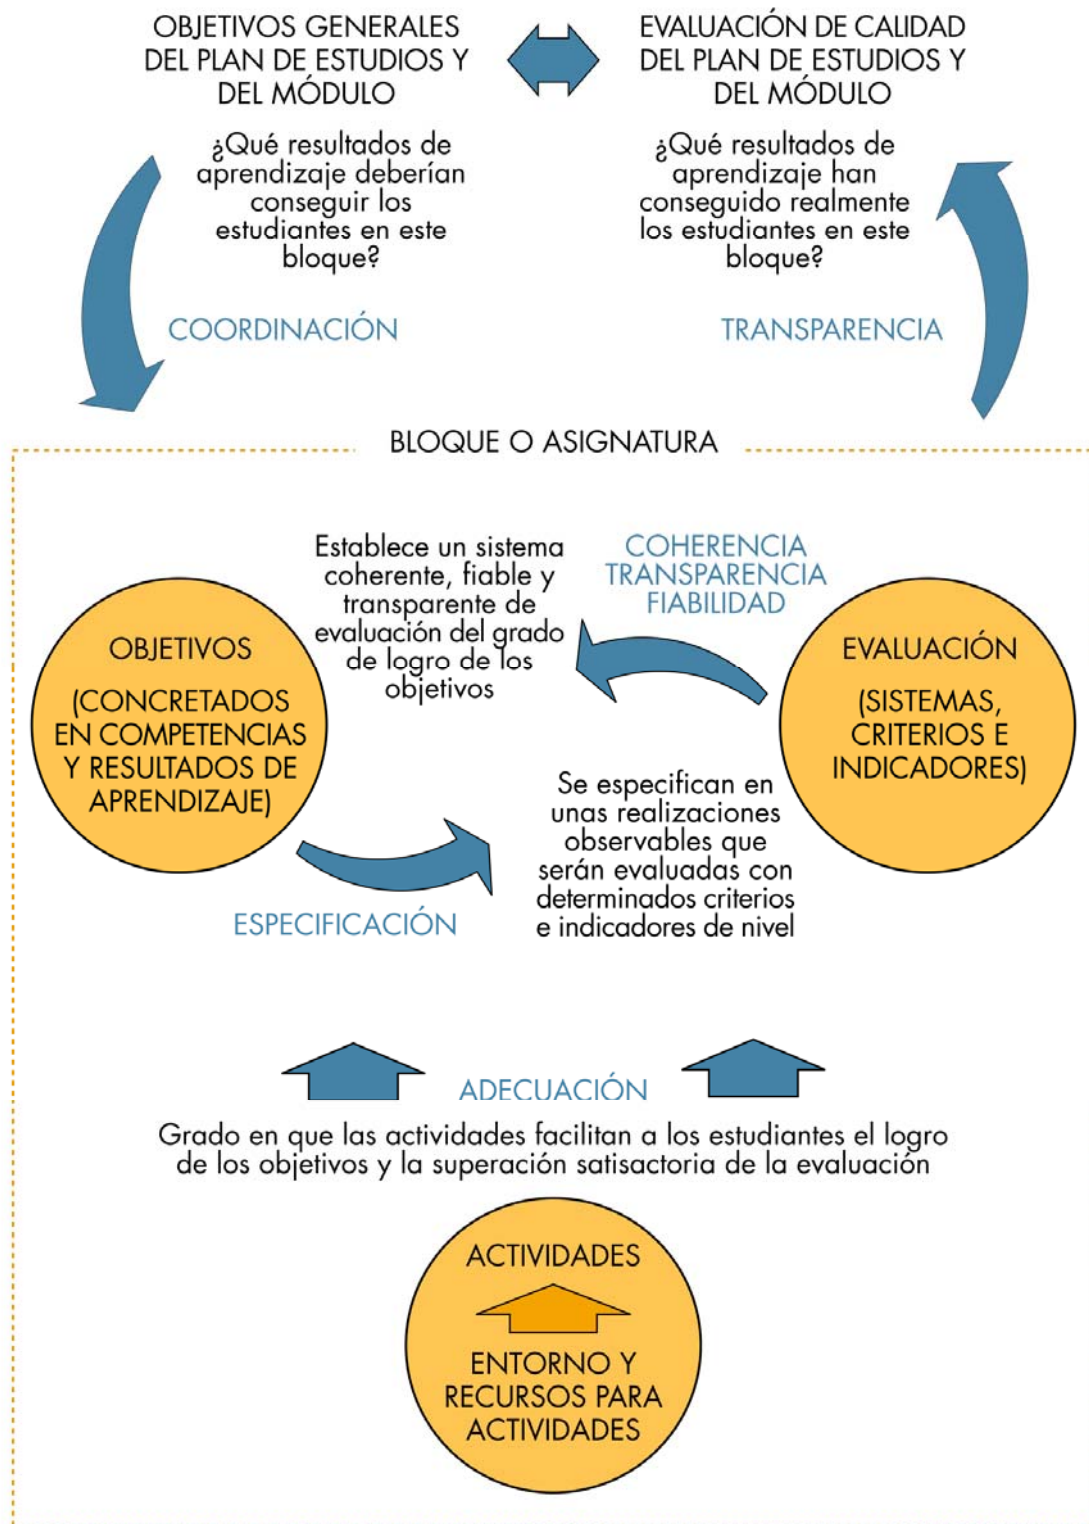 OBJETIVOS GENERALES
DEL PLAN DE ESTUDIOS Y
DEL MÓDULO
¿Qué resultados de
aprendizaje deberían
conseguir los
estudiantes en este
bloque?
COORDINACIÓN
EVALUACIÓN DE CALIDAD
DEL PLAN DE ESTUDIOS Y
DEL MÓDULO
¿Qué resultados de
aprendizaje han
conseguido realmente
los estudiantes en este
bloque?
TRANSPARENCIA
BLOQUE O ASIGNATURA
Establece un sistema
coherente, fiable y
transparente de
evaluación del grado
de logro de los
objetivos
COHERENCIA
TRANSPARENCIA
FIABILIDAD
OBJETIVOS
(CONCRETADOS
EN COMPETENCIAS
Y RESULTADOS DE
APRENDIZAJE)
EVALUACIÓN
(SISTEMAS,
CRITERIOS E
INDICADORES)
Se especifican en
unas realizaciones
observables que
serán evaluadas con
determinados criterios
e indicadores de nivel
ESPECIFICACIÓN
ADECUACIÓN
Grado en que las actividades facilitan a los estudiantes el logro
de los objetivos y la superación satisactoria de la evaluación
ACTIVIDADES
ENTORNO Y
RECURSOS PARA
ACTIVIDADES